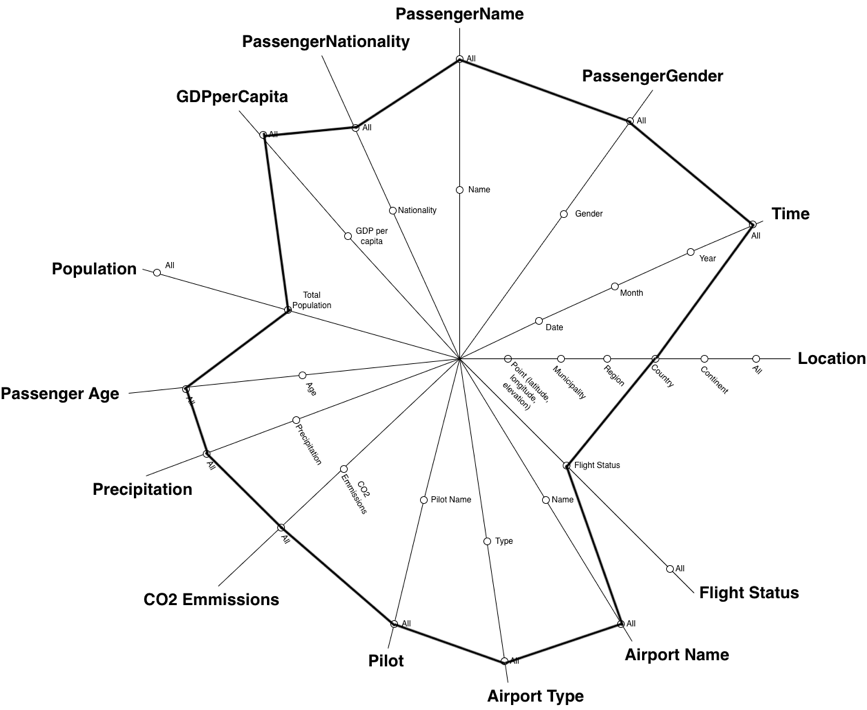 PassengerName
PassengerNationality
All
PassengerGender
GDPperCapita
All
All
All
Name
Nationality
Gender
Time
All
GDP per
capita
Year
Population
All
Month
Total
Population
Date
Location
Point (latitude,
longitude,
elevation)
Municipality
Region
Country
Continent
All
Passenger Age
All
Age
Precipitation
All
Precipitation
CO2
Emmissions
Flight Status
Pilot Name
Name
All
CO2 Emmissions
Type
All
Flight Status
All
Pilot
All
Airport Name
All
Airport Type